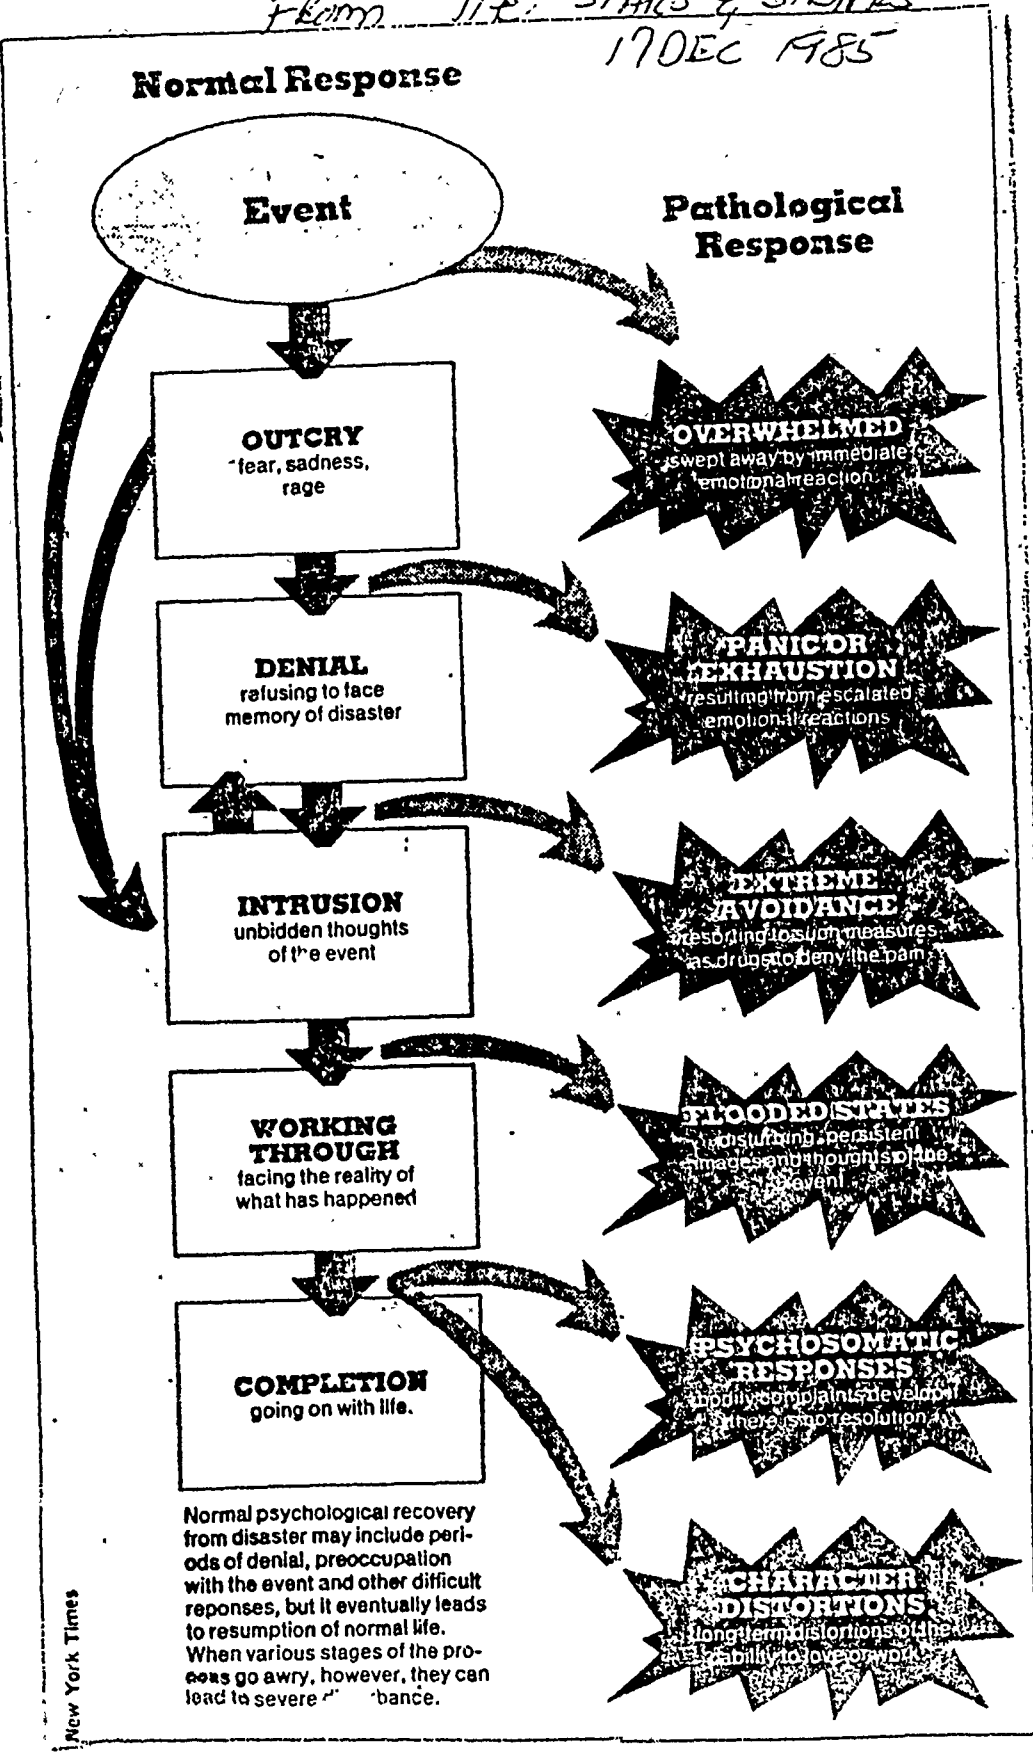 FROM THE STARS & STRIPES
17 DEC 1985
Normal Response
Event
Pathological
Response
OUTCRY
fear, sadness,
rage
OVERWHELMED
swept away by immediate
emotional reaction
DENIAL
refusing to face
memory of disaster
PANIC OR
EXHAUSTION
resulting from escalated
emotional reactions
INTRUSION
unbidden thoughts
of the event
EXTREME
AVOIDANCE
resorting to such measures
as drugs to deny the pain
WORKING
THROUGH
facing the reality of
what has happened
FLOODED STATES
disturbing, persistent
images and thoughts of the
event
COMPLETION
going on with life.
PSYCHOSOMATIC
RESPONSES
bodily complaints develop if
there is no resolution
CHARACTER
DISTORTIONS
long term distortions of the
ability to love or work
Normal psychological recovery
from disaster may include peri-
ods of denial, preoccupation
with the event and other difficult
reponses, but it eventually leads
to resumption of normal life.
When various stages of the pro-
cess go awry, however, they can
lead to severe
New York Times